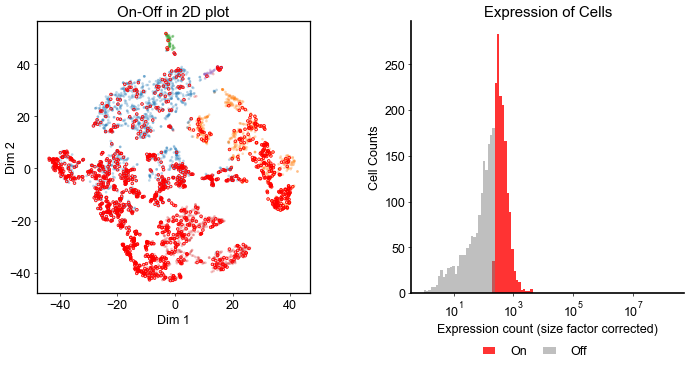 On-Off in 2D plot
40
20
0
−20
−40
Dim 2
−40
−20
0
20
40
Dim 1
Expression of Cells
250
200
150
100
50
0
Cell Counts
10^1
10^3
10^5
10^7
Expression count (size factor corrected)
On
Off